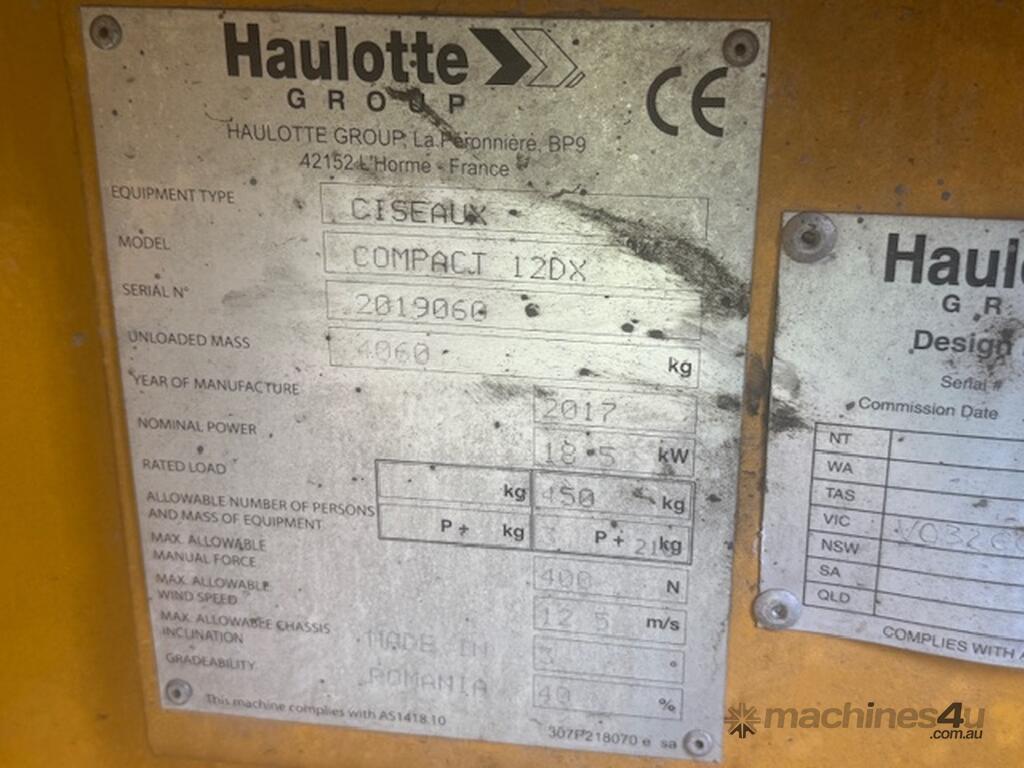 Haulotte
GROUP
CE
HAULOTTE GROUP, La Péronnière, BP9
42152 L'Horme - France
EQUIPMENT TYPE CISEAUX
MODEL COMPACT 12DX
SERIAL N° 2019060
UNLOADED MASS 4060 kg
YEAR OF MANUFACTURE 2017
NOMINAL POWER 18.5 kW
RATED LOAD kg 450 kg
ALLOWABLE NUMBER OF PERSONS
AND MASS OF EQUIPMENT P + kg 3 P + kg
MAX. ALLOWABLE
MANUAL FORCE 400 N
MAX. ALLOWABLE
WIND SPEED 12 5 m/s
MAX. ALLOWABLE CHASSIS
INCLINATION °
GRADEABILITY 40 %
MADE IN
ROMANIA
This machine complies with AS1418.10
307P218070 e sa
Haul
GR
Design
Serial #
Commission Date
NT
WA
TAS
VIC
NSW
SA
QLD
COMPLIES WITH A
machines4u
.com.au